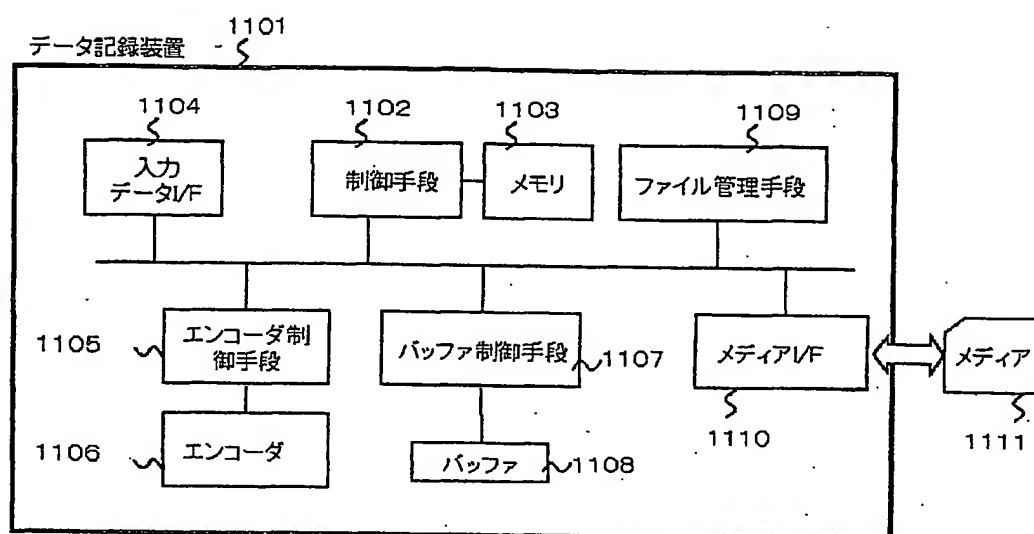 データ記録装置
1101
1104
1102
1103
1109
入力
データI/F
制御手段
メモリ
ファイル管理手段
1105
エンコーダ制
御手段
バッファ制御手段
1107
メディアI/F
メディア
1110
1111
1106
エンコーダ
バッファ
1108